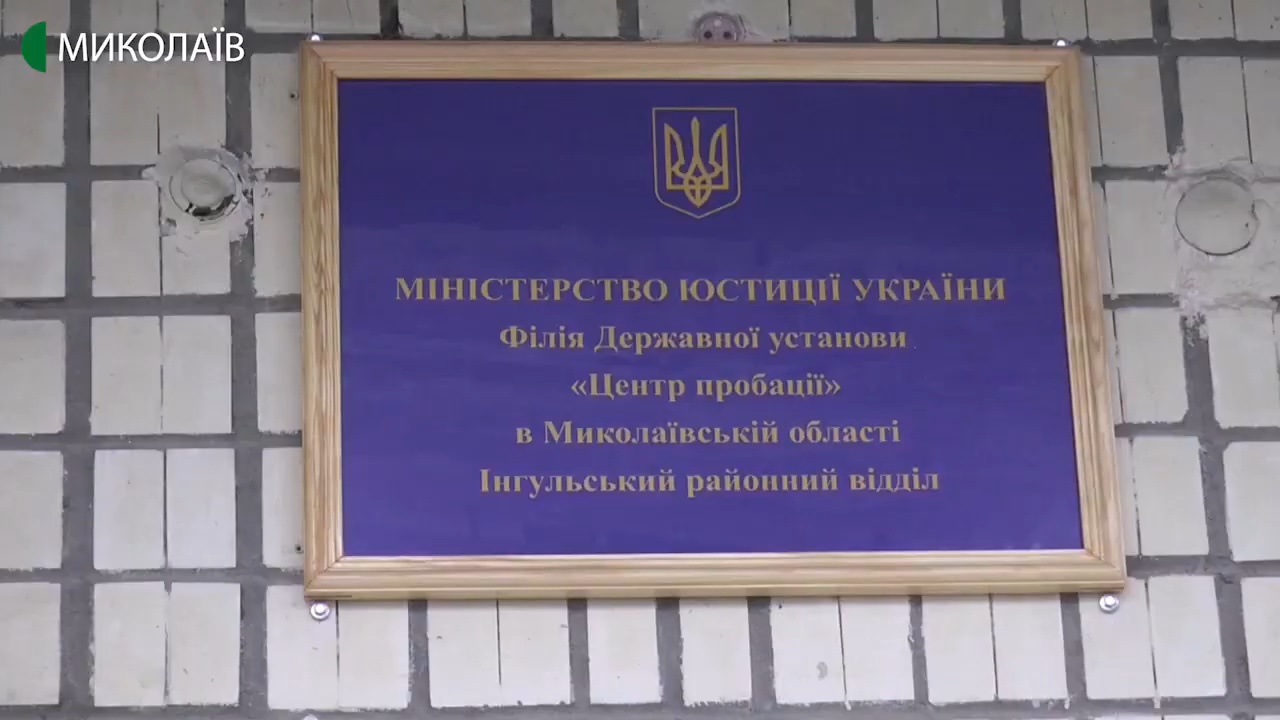 МИКОЛАЇВ
МІНІСТЕРСТВО ЮСТИЦІЇ УКРАЇНИ
Філія Державної установи
«Центр пробації»
в Миколаївській області
Інгульський районний відділ